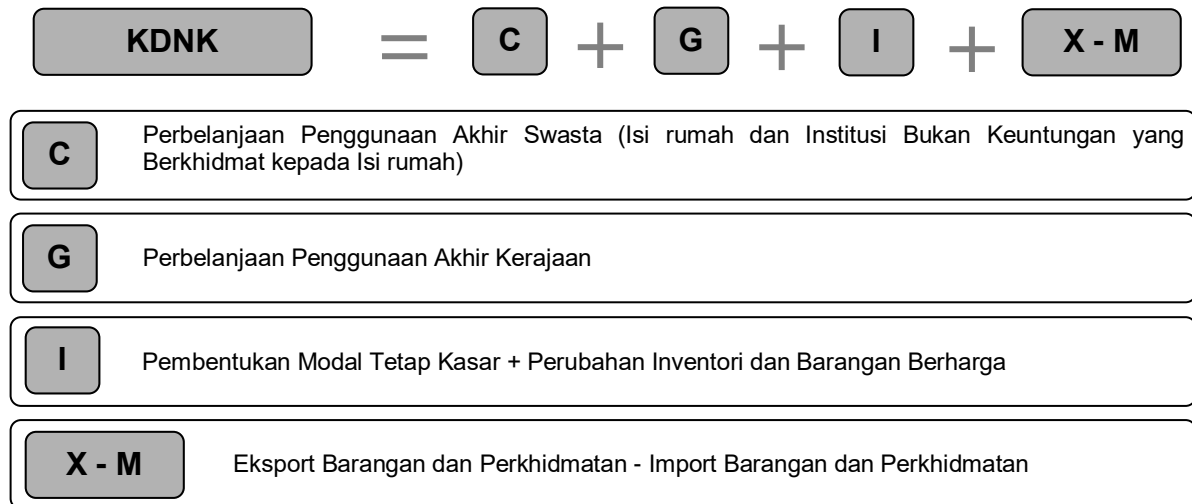 KDNK = C + G + I + X - M
C Perbelanjaan Penggunaan Akhir Swasta (Isi rumah dan Institusi Bukan Keuntungan yang
Berkhidmat kepada Isi rumah)
G Perbelanjaan Penggunaan Akhir Kerajaan
I Pembentukan Modal Tetap Kasar + Perubahan Inventori dan Barangan Berharga
X - M Eksport Barangan dan Perkhidmatan - Import Barangan dan Perkhidmatan